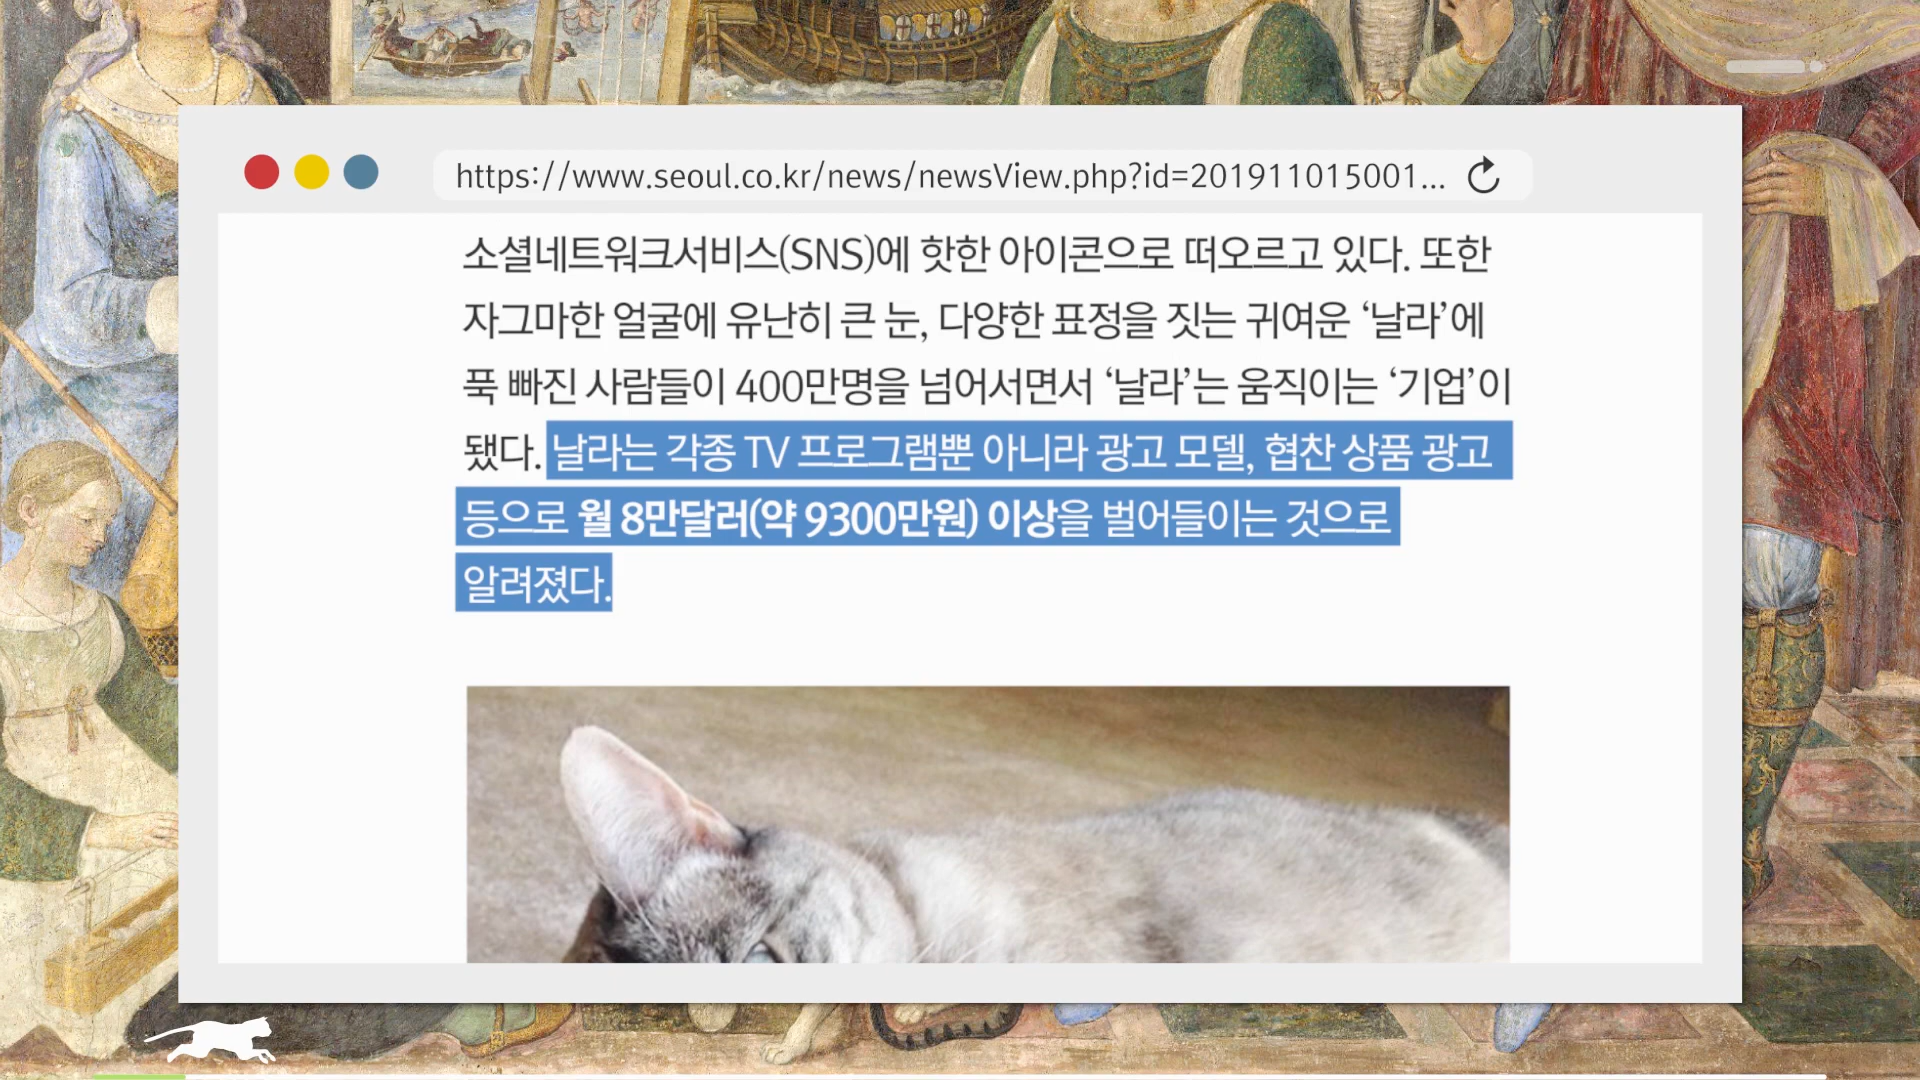 https://www.seoul.co.kr/news/newsView.php?id=201911015001...
소셜네트워크서비스(SNS)에 핫한 아이콘으로 떠오르고 있다. 또한
자그마한 얼굴에 유난히 큰 눈, 다양한 표정을 짓는 귀여운 ‘날라’에
푹 빠진 사람들이 400만명을 넘어서면서 ‘날라’는 움직이는 ‘기업’이
됐다. 날라는 각종 TV 프로그램뿐 아니라 광고 모델, 협찬 상품 광고
등으로 월 8만달러(약 9300만원) 이상을 벌어들이는 것으로
알려졌다.